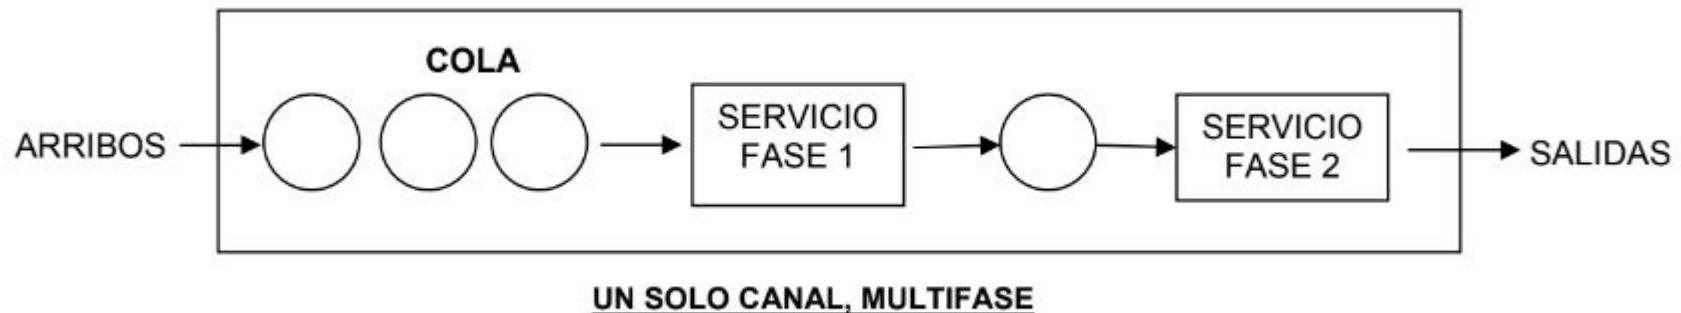 COLA
ARRIBOS
SERVICIO
FASE 1
SERVICIO
FASE 2
SALIDAS
UN SOLO CANAL, MULTIFASE